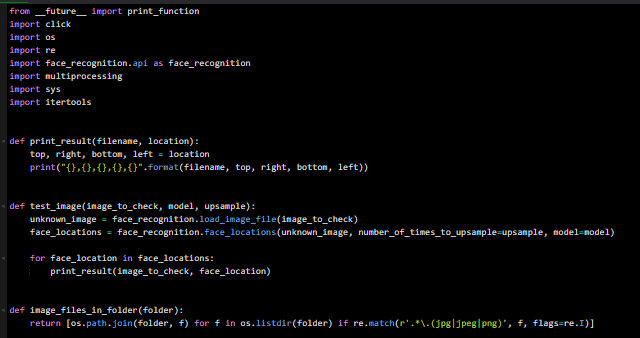 from __future__ import print_function
import click
import os
import re
import face_recognition.api as face_recognition
import multiprocessing
import sys
import itertools
def print_result(filename, location):
    top, right, bottom, left = location
    print("{},{},{},{},{}".format(filename, top, right, bottom, left))
def test_image(image_to_check, model, upsample):
    unknown_image = face_recognition.load_image_file(image_to_check)
    face_locations = face_recognition.face_locations(unknown_image, number_of_times_to_upsample=upsample, model=model)
    for face_location in face_locations:
        print_result(image_to_check, face_location)
def image_files_in_folder(folder):
    return [os.path.join(folder, f) for f in os.listdir(folder) if re.match(r'.*\.(jpg|jpeg|png)', f, flags=re.I)]